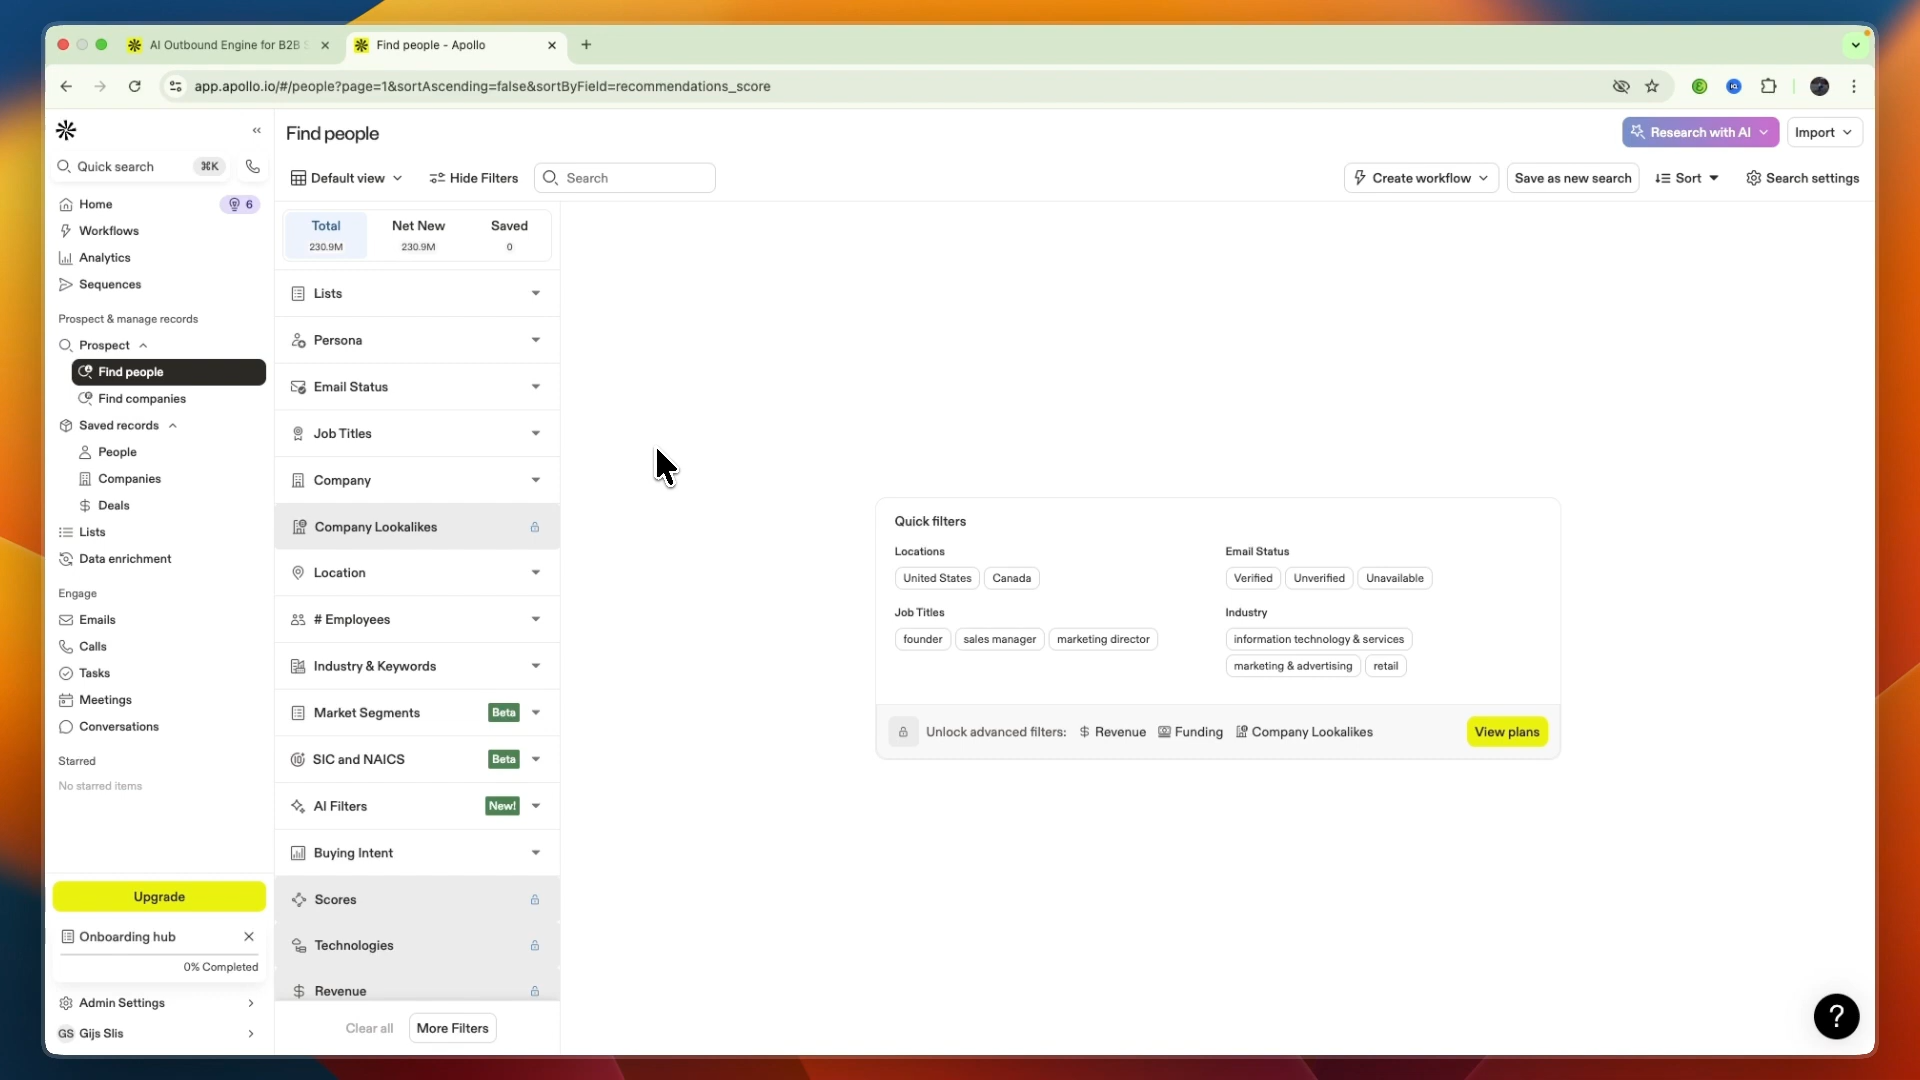 AI Outbound Engine for B2B S
Find people - Apollo
app.apollo.io/#/people?page=1&sortAscending=false&sortByField=recommendations_score
Quick search
⌘K
Home
6
Workflows
Analytics
Sequences
Prospect & manage records
Prospect
Find people
Find companies
Saved records
People
Companies
Deals
Lists
Data enrichment
Engage
Emails
Calls
Tasks
Meetings
Conversations
Starred
No starred items
Upgrade
Onboarding hub
0% Completed
Admin Settings
GS Gijs Slis
Find people
Research with AI
Import
Default view
Hide Filters
Search
Create workflow
Save as new search
Sort
Search settings
Total
230.9M
Net New
230.9M
Saved
0
Lists
Persona
Email Status
Job Titles
Company
Company Lookalikes
Location
# Employees
Industry & Keywords
Market Segments Beta
SIC and NAICS Beta
AI Filters New!
Buying Intent
Scores
Technologies
Revenue
Clear all
More Filters
Quick filters
Locations
United States Canada
Job Titles
founder sales manager marketing director
Email Status
Verified Unverified Unavailable
Industry
information technology & services
marketing & advertising retail
Unlock advanced filters: Revenue Funding Company Lookalikes
View plans
?